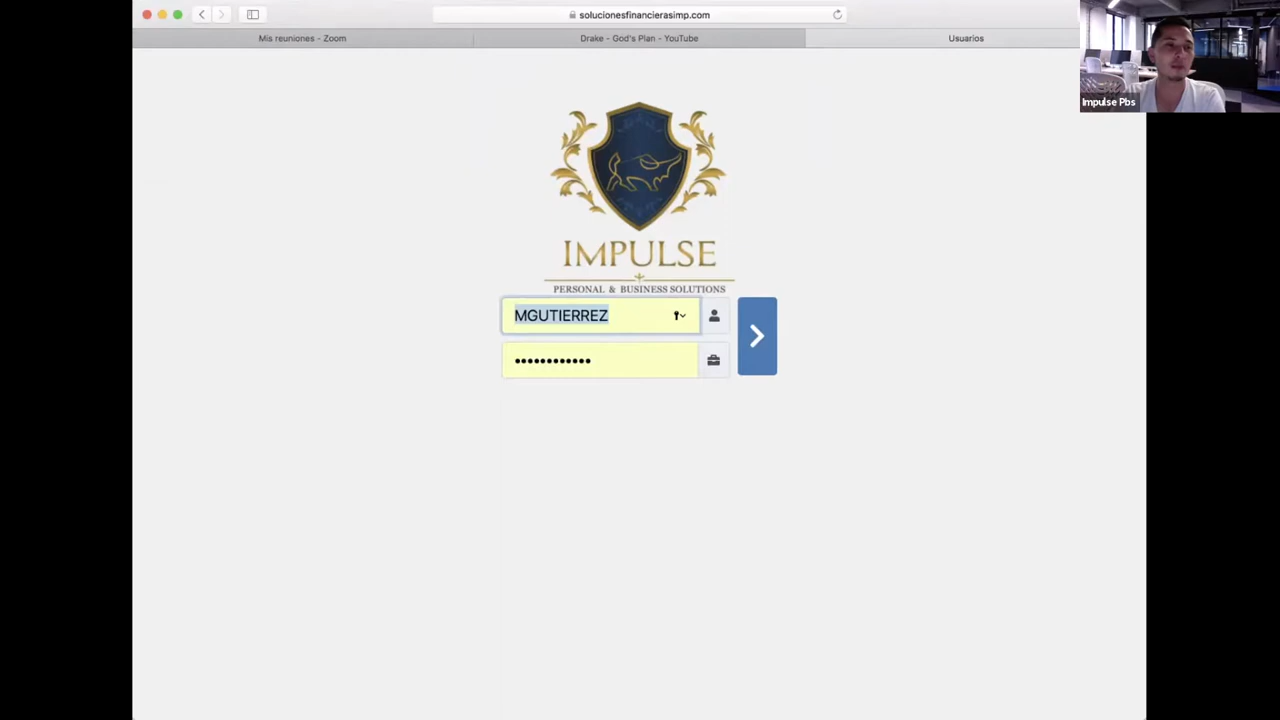 solucionesfinancierasimp.com
Mis reuniones - Zoom
Drake - God's Plan - YouTube
Usuarios
Impulse Pbs
IMPULSE
PERSONAL & BUSINESS SOLUTIONS
MGUTIERREZ